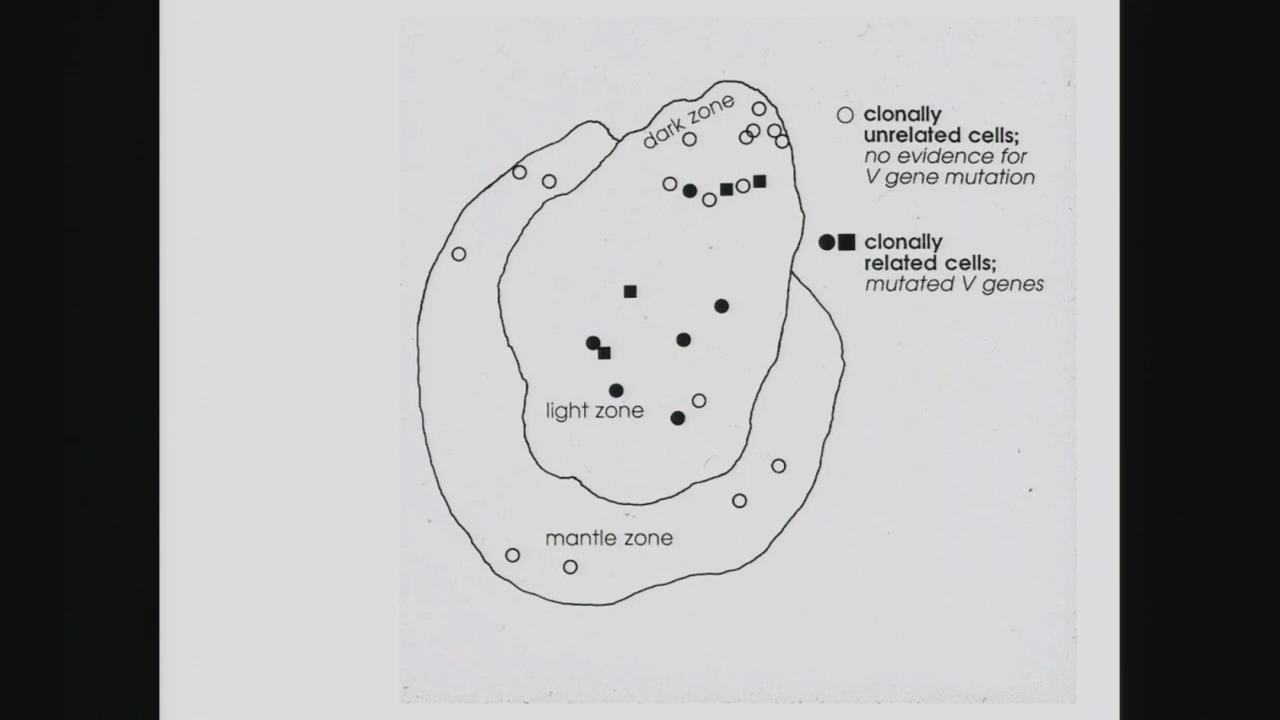 dark zone
clonally
unrelated cells;
no evidence for
V gene mutation
clonally
related cells;
mutated V genes
light zone
mantle zone